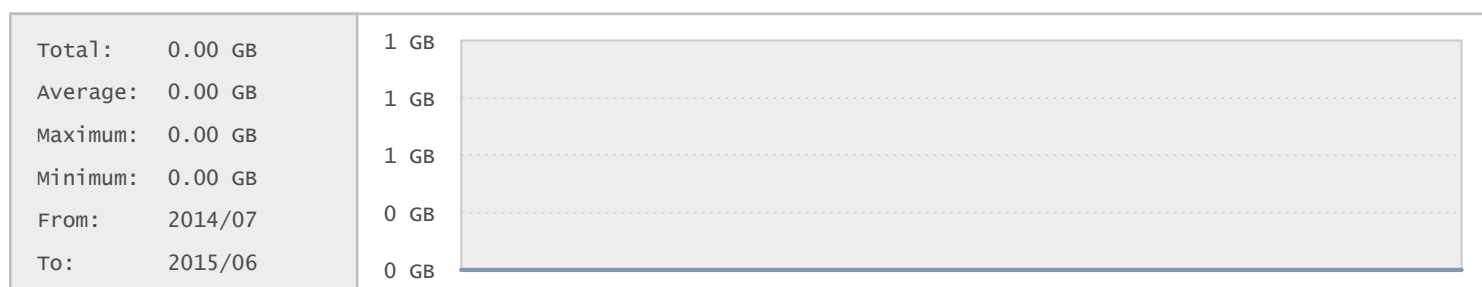 Total: 0.00 GB
Average: 0.00 GB
Maximum: 0.00 GB
Minimum: 0.00 GB
From: 2014/07
To: 2015/06
1 GB
1 GB
1 GB
0 GB
0 GB